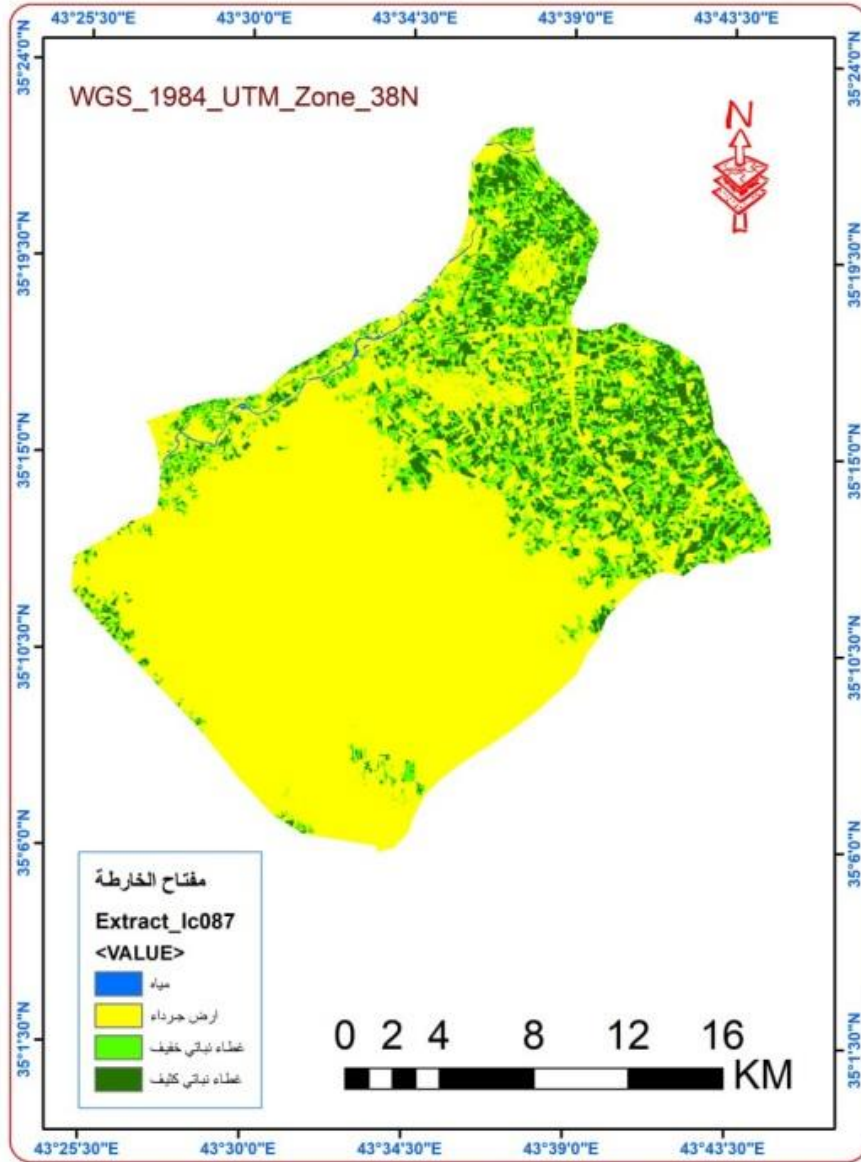 43°25'30"E 43°30'0"E 43°34'30"E 43°39'0"E 43°43'30"E
35°24'0"N 35°24'0"N
WGS_1984_UTM_Zone_38N
N
35°19'30"N 35°19'30"N
35°15'0"N 35°15'0"N
35°10'30"N 35°10'30"N
35°6'0"N 35°6'0"N
مفتاح الخارطة
Extract_lc087
<VALUE>
مياه
ارض جرداء
غطاء نباتي خفيف
غطاء نباتي كثيف
35°1'30"N 35°1'30"N
0 2 4 8 12 16
KM
43°25'30"E 43°30'0"E 43°34'30"E 43°39'0"E 43°43'30"E